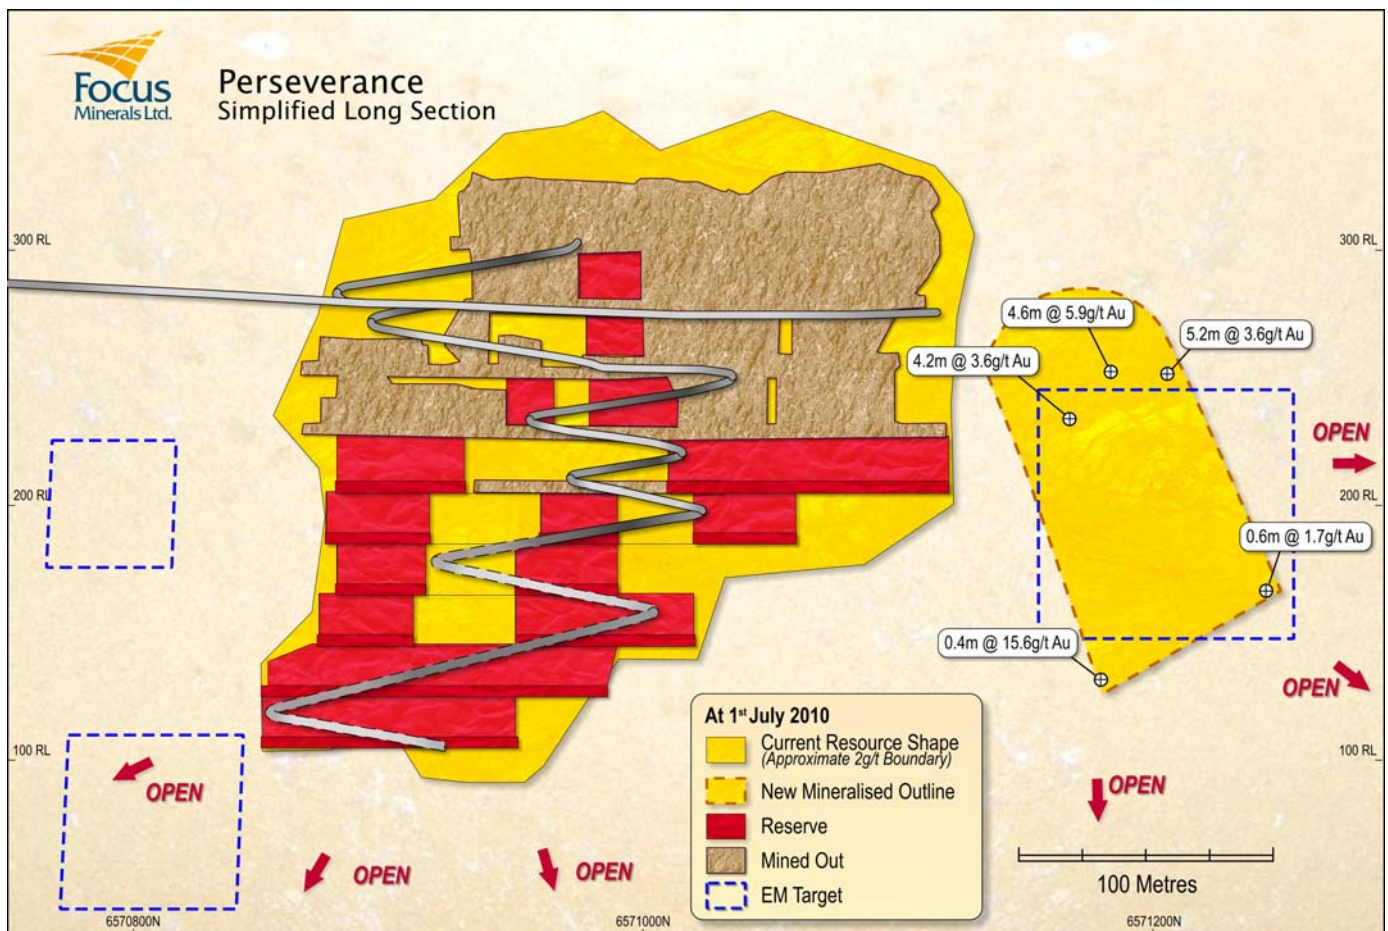 Focus
Minerals Ltd.
Perseverance
Simplified Long Section
300 RL
300 RL
4.6m @ 5.9g/t Au
5.2m @ 3.6g/t Au
4.2m @ 3.6g/t Au
OPEN
200 RL
200 RL
0.6m @ 1.7g/t Au
0.4m @ 15.6g/t Au
OPEN
At 1st July 2010
Current Resource Shape
(Approximate 2g/t Boundary)
New Mineralised Outline
Reserve
Mined Out
EM Target
100 RL
100 RL
OPEN
OPEN
OPEN
OPEN
100 Metres
6570800N
6571000N
6571200N